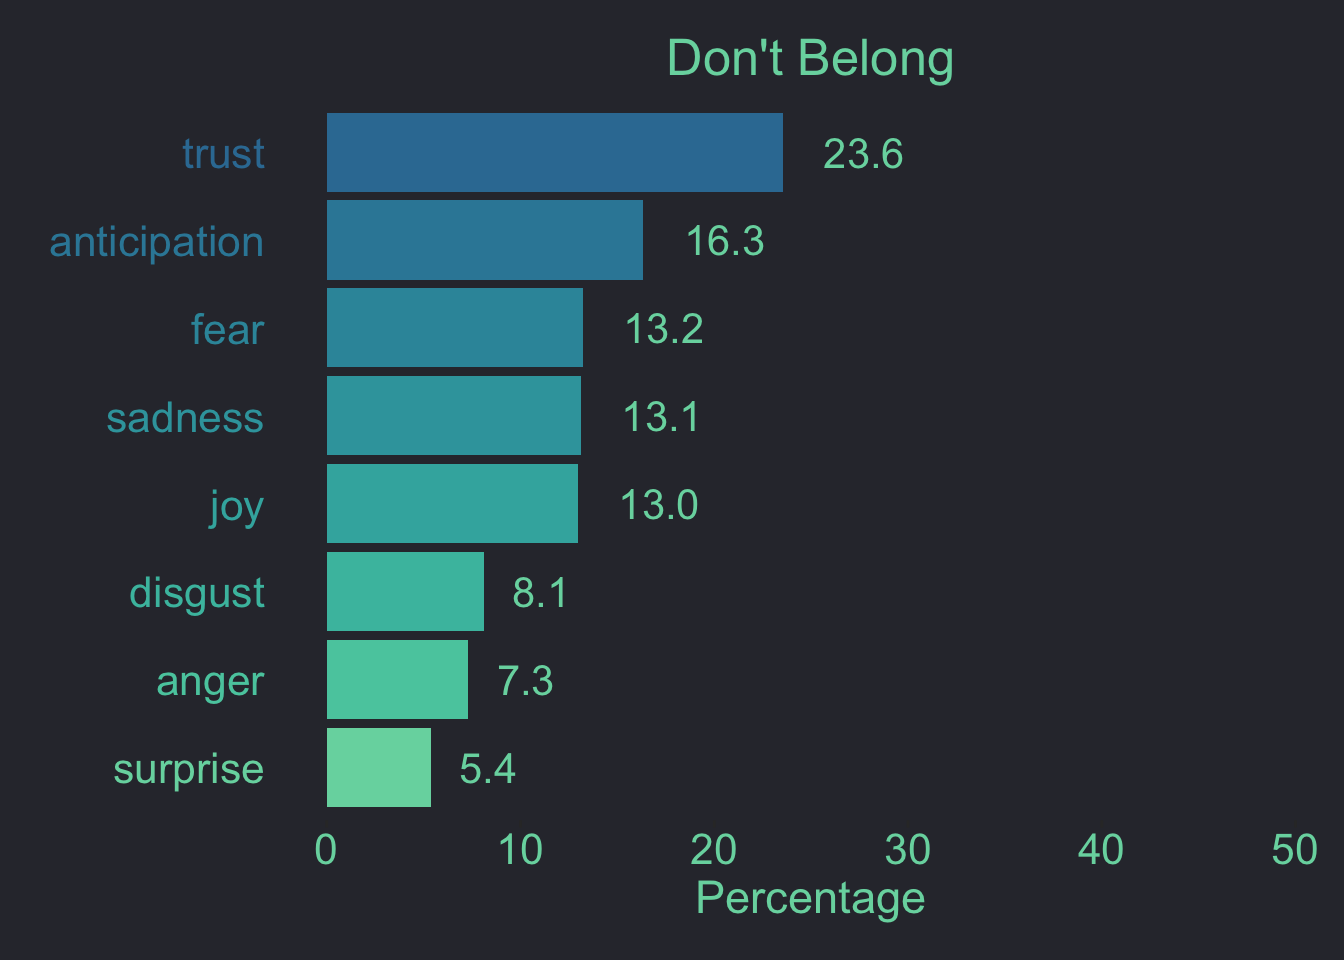 Don't Belong
trust 23.6
anticipation 16.3
fear 13.2
sadness 13.1
joy 13.0
disgust 8.1
anger 7.3
surprise 5.4
0 10 20 30 40 50
Percentage